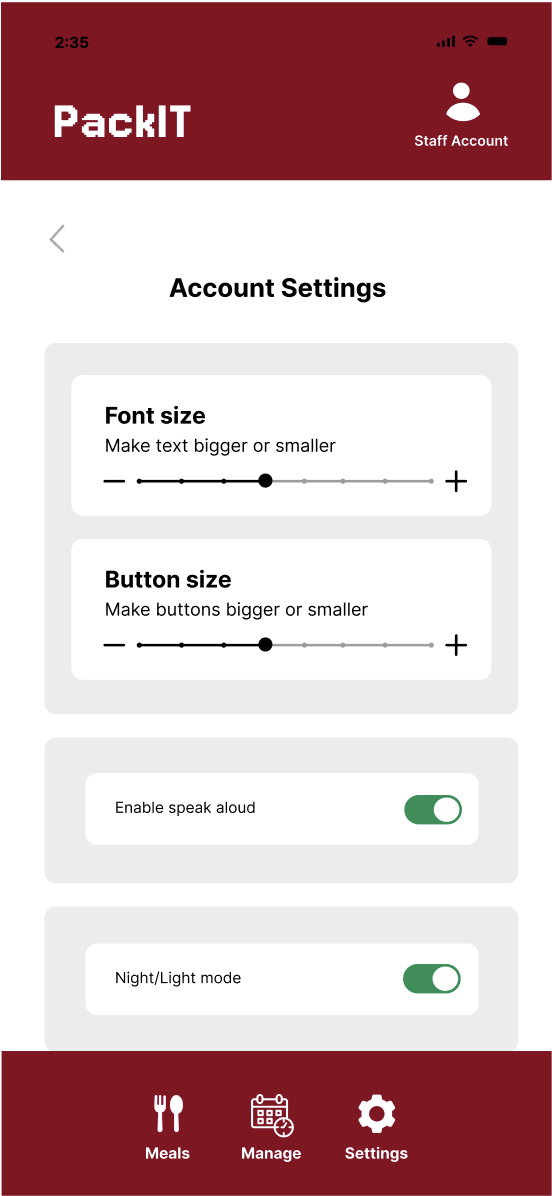 2:35
PackIT
Staff Account
Account Settings
Font size
Make text bigger or smaller
Button size
Make buttons bigger or smaller
Enable speak aloud
Night/Light mode
Meals
Manage
Settings